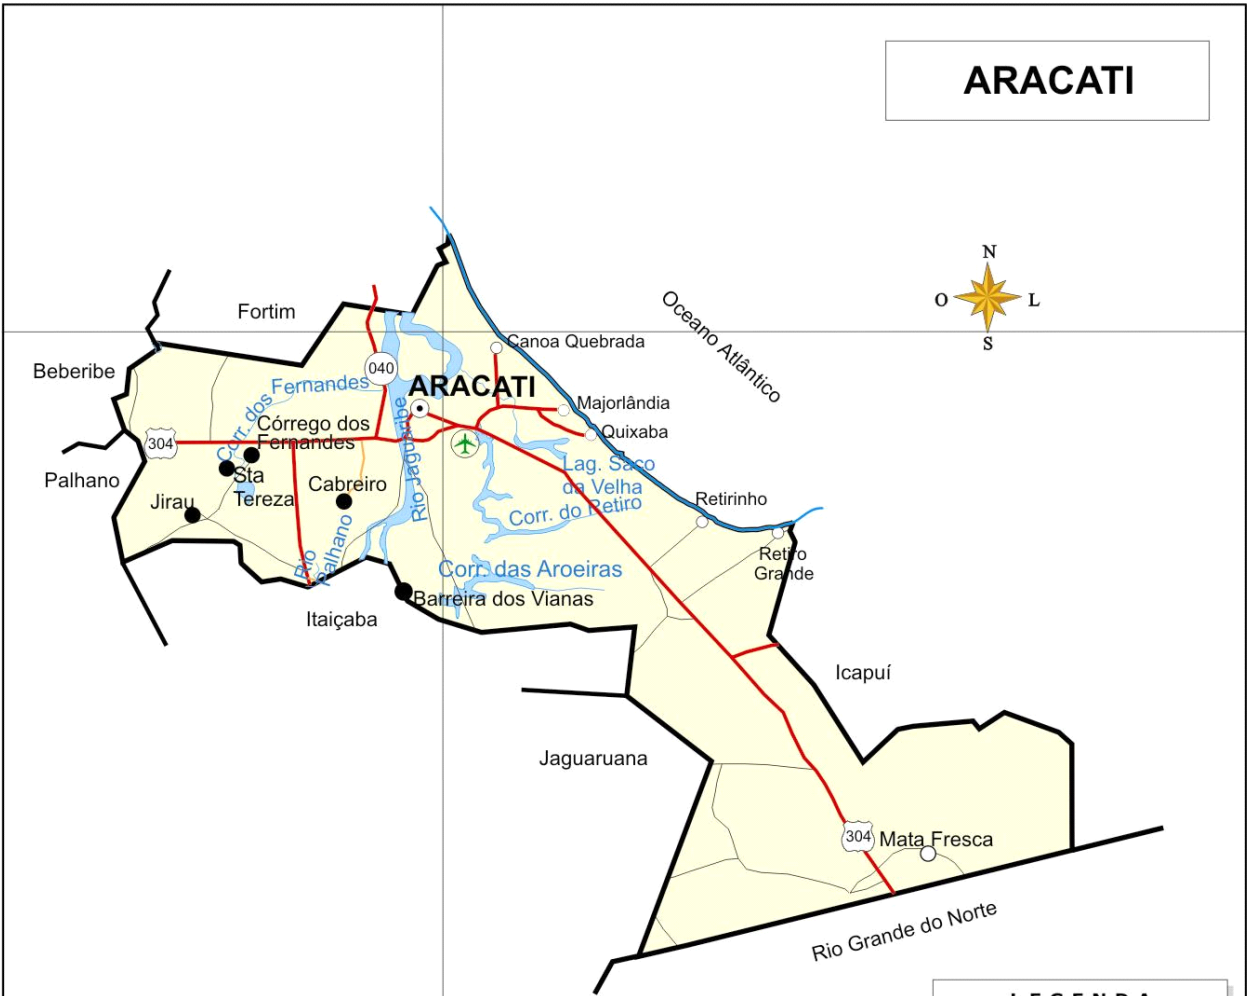 ARACATI
N
O
L
S
Oceano Atlântico
Fortim
Canoa Quebrada
Beberibe
040
Corr. dos Fernandes
ARACATI
Majorlândia
Córrego dos
Fernandes
304
Quixaba
Palhano
Sta
Tereza
Cabreiro
Rio Jaguaribe
Lag. Saco
da Velha
Jirau
Corr. do Retiro
Retirinho
Rio
Palhano
Retiro
Grande
Corr. das Aroeiras
Barreira dos Vianas
Itaiçaba
Icapuí
Jaguaruana
304
Mata Fresca
Rio Grande do Norte
LEGENDA